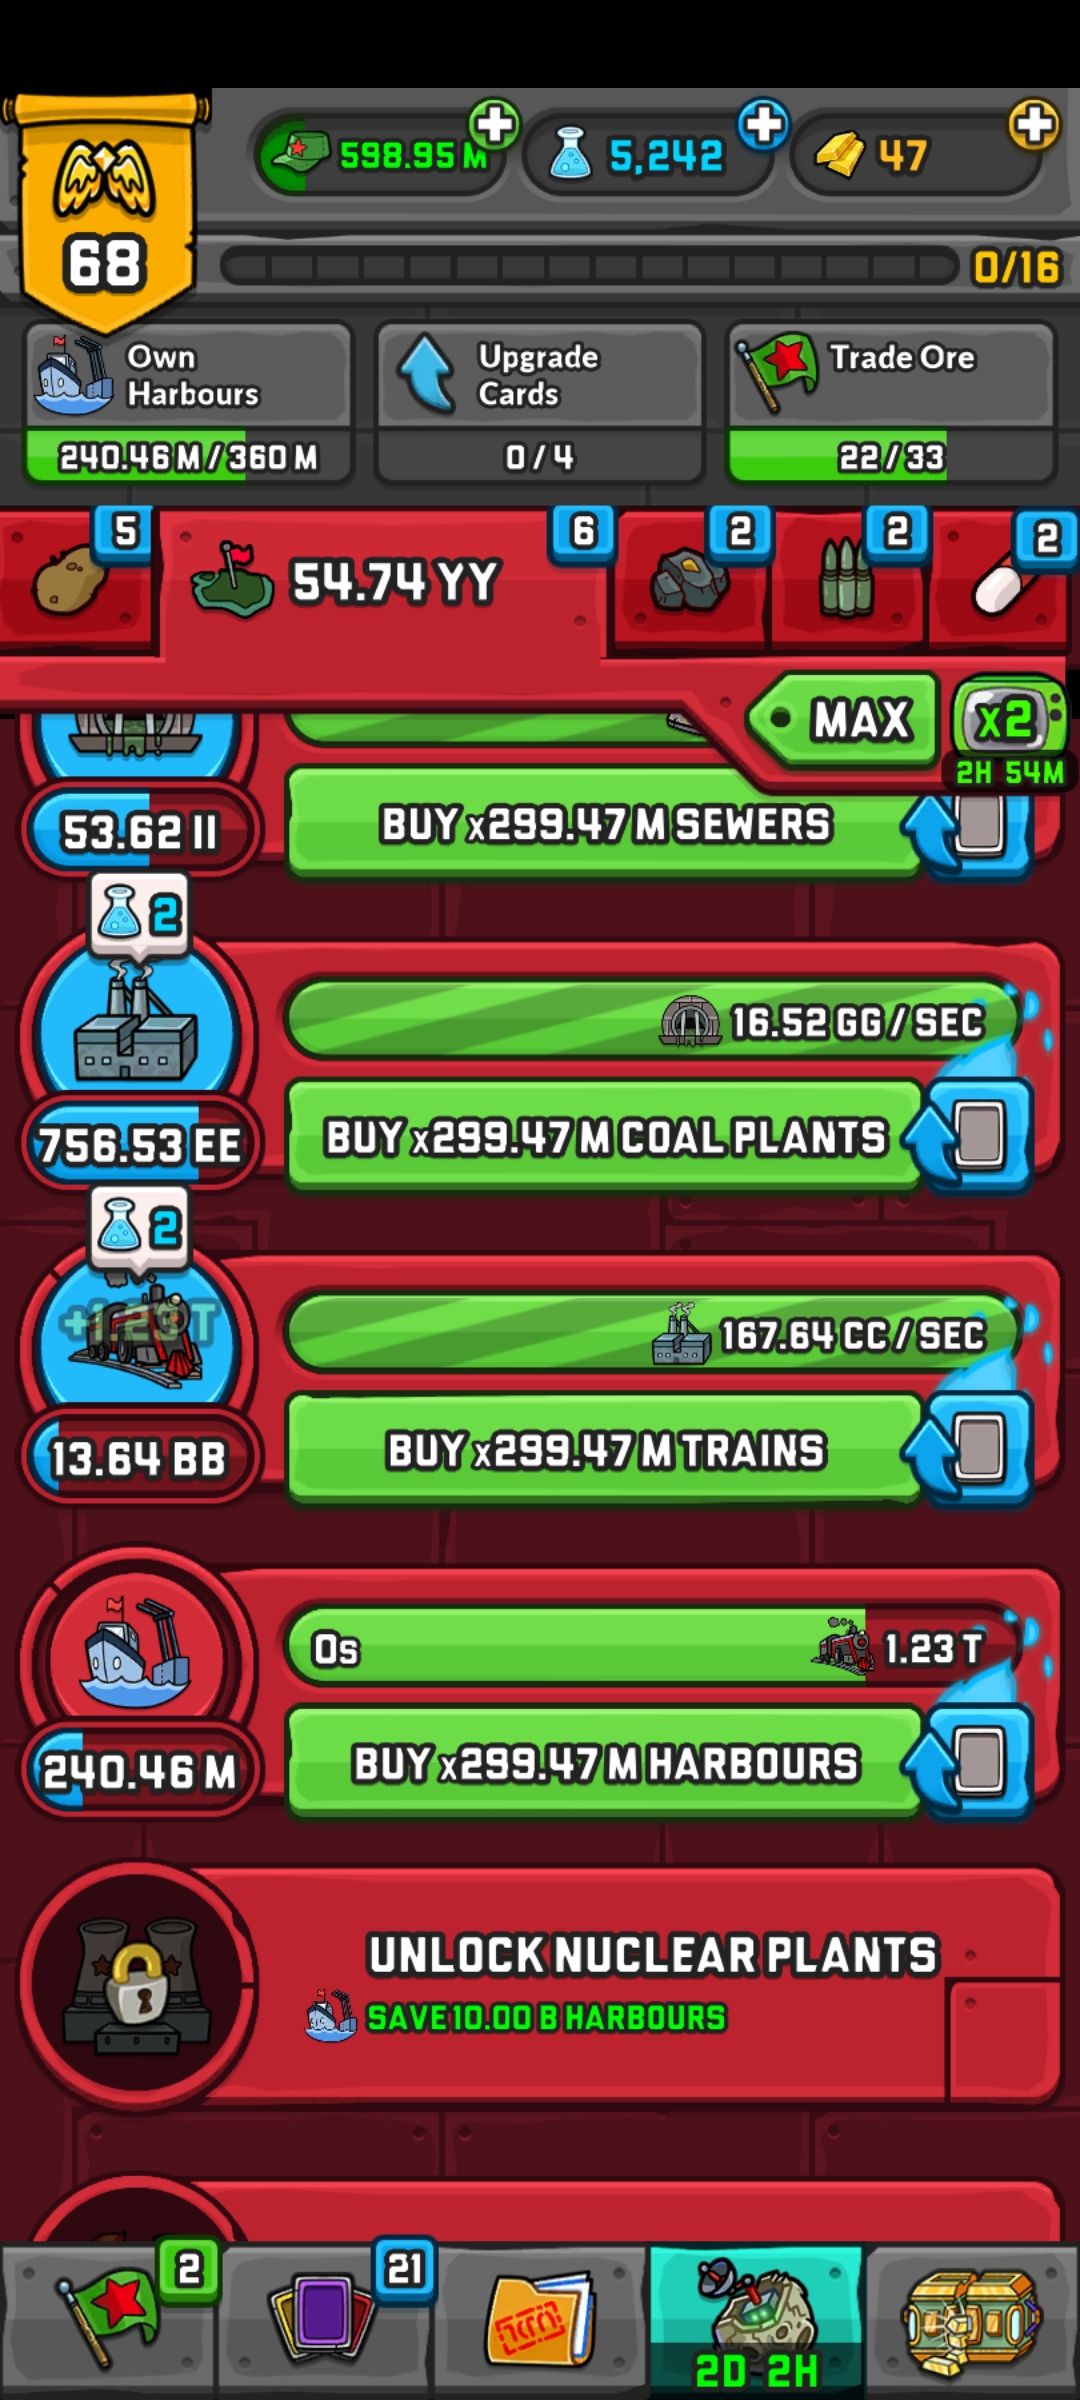 598.95 M
5,242
47
68
0/16
Own
Harbours
240.46 M / 360 M
Upgrade
Cards
0 / 4
Trade Ore
22 / 33
5
54.74 YY
6
2
2
2
MAX
x2
2H 54M
53.62 II
BUY x299.47 M SEWERS
2
16.52 GG / SEC
756.53 EE
BUY x299.47 M COAL PLANTS
2
+1.23 T
167.64 CC / SEC
13.64 BB
BUY x299.47 M TRAINS
0s
1.23 T
240.46 M
BUY x299.47 M HARBOURS
UNLOCK NUCLEAR PLANTS
SAVE 10.00 B HARBOURS
2
21
2D 2H